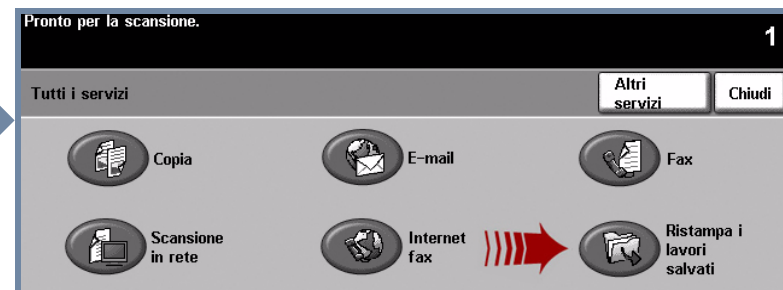 Pronto per la scansione.
1
Tutti i servizi
Altri
servizi
Chiudi
Copia
E-mail
Fax
Scansione
in rete
Internet
fax
Ristampa i
lavori
salvati